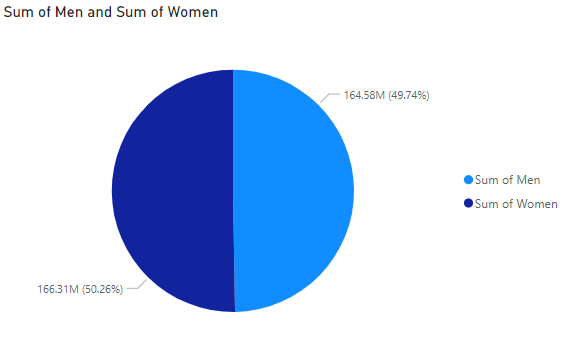 Sum of Men and Sum of Women
164.58M (49.74%)
Sum of Men
Sum of Women
166.31M (50.26%)